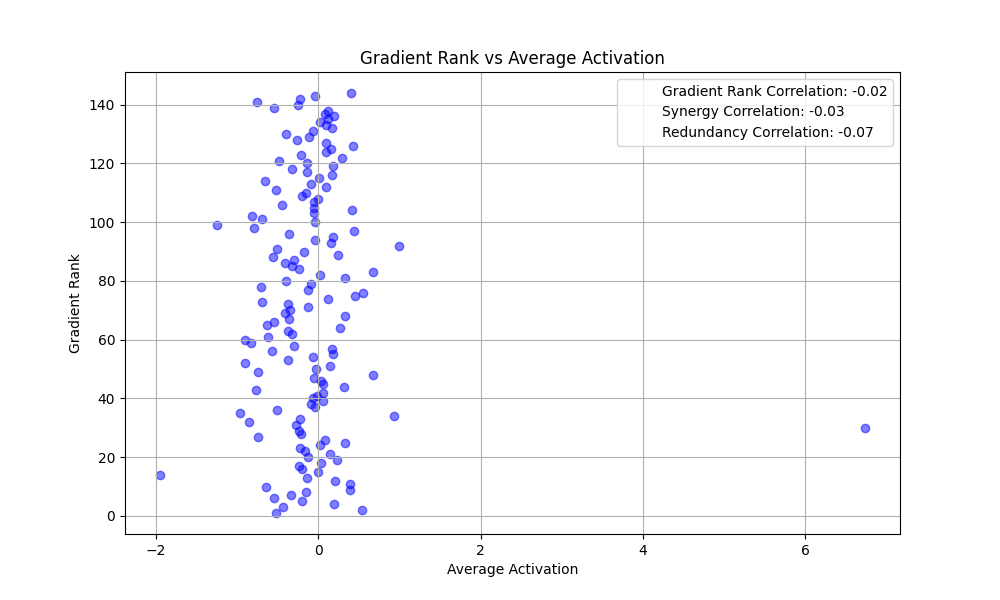 Gradient Rank vs Average Activation
Gradient Rank Correlation: -0.02
Synergy Correlation: -0.03
Redundancy Correlation: -0.07
140
120
100
80
60
40
20
0
Gradient Rank
−2 0 2 4 6
Average Activation